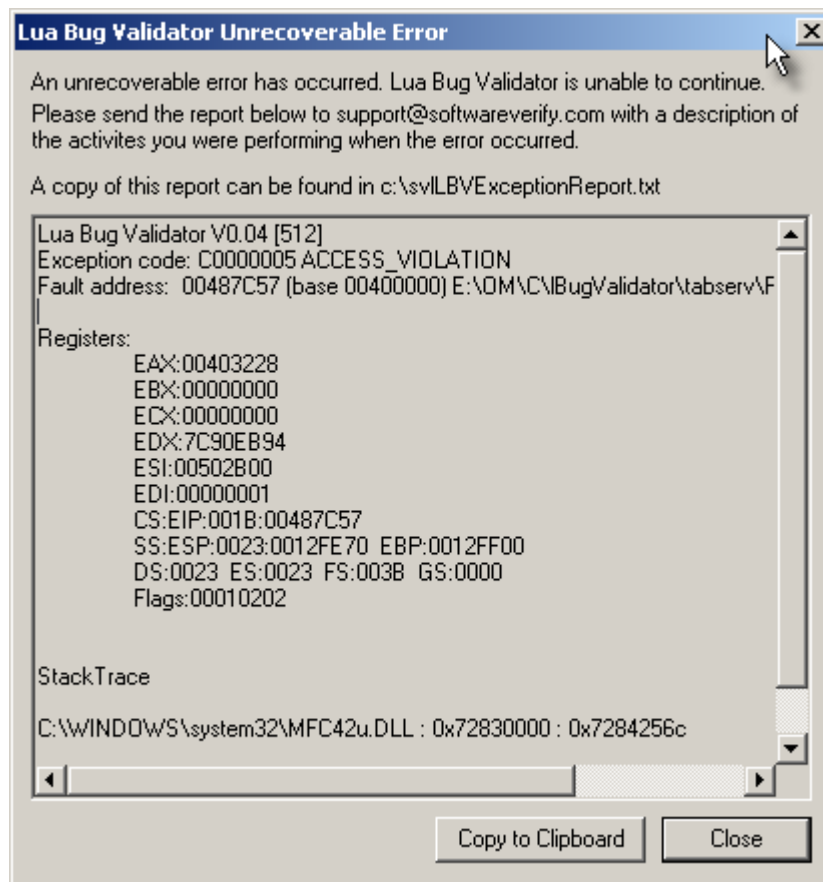 Lua Bug Validator Unrecoverable Error
An unrecoverable error has occurred. Lua Bug Validator is unable to continue.
Please send the report below to support@softwareverify.com with a description of
the activites you were performing when the error occurred.
A copy of this report can be found in c:\svlLBVExceptionReport.txt
Lua Bug Validator V0.04 [512]
Exception code: C0000005 ACCESS_VIOLATION
Fault address:  00487C57 (base 00400000) E:\OM\C\lBugValidator\tabserv\F
Registers:
EAX:00403228
EBX:00000000
ECX:00000000
EDX:7C90EB94
ESI:00502B00
EDI:00000001
CS:EIP:001B:00487C57
SS:ESP:0023:0012FE70  EBP:0012FF00
DS:0023  ES:0023  FS:003B  GS:0000
Flags:00010202
StackTrace
C:\WINDOWS\system32\MFC42u.DLL : 0x72830000 : 0x7284256c
Copy to Clipboard
Close